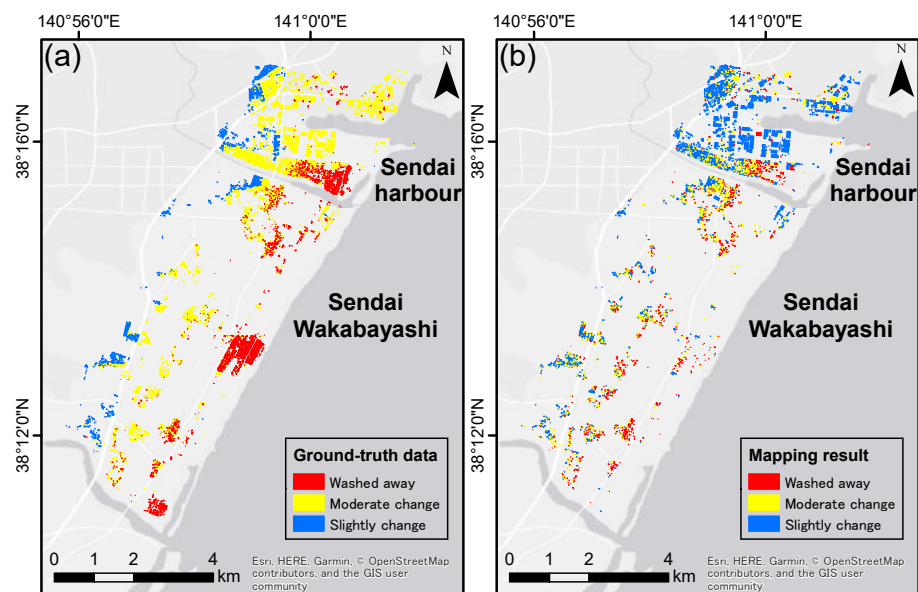 140°56'0"E
141°0'0"E
140°56'0"E
141°0'0"E
(a)
N
(b)
N
38°16'0"N
38°16'0"N
Sendai
harbour
Sendai
harbour
Sendai
Wakabayashi
Sendai
Wakabayashi
38°12'0"N
38°12'0"N
Ground-truth data
Washed away
Moderate change
Slightly change
Mapping result
Washed away
Moderate change
Slightly change
0 1 2 4
km
Esri, HERE, Garmin, © OpenStreetMap
contributors, and the GIS user
community
0 1 2 4
km
Esri, HERE, Garmin, © OpenStreetMap
contributors, and the GIS user
community